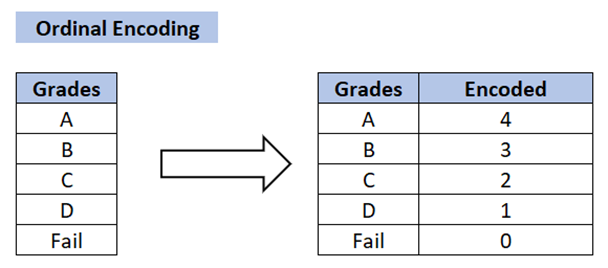 Ordinal Encoding
Grades
A
B
C
D
Fail
Grades Encoded
A 4
B 3
C 2
D 1
Fail 0